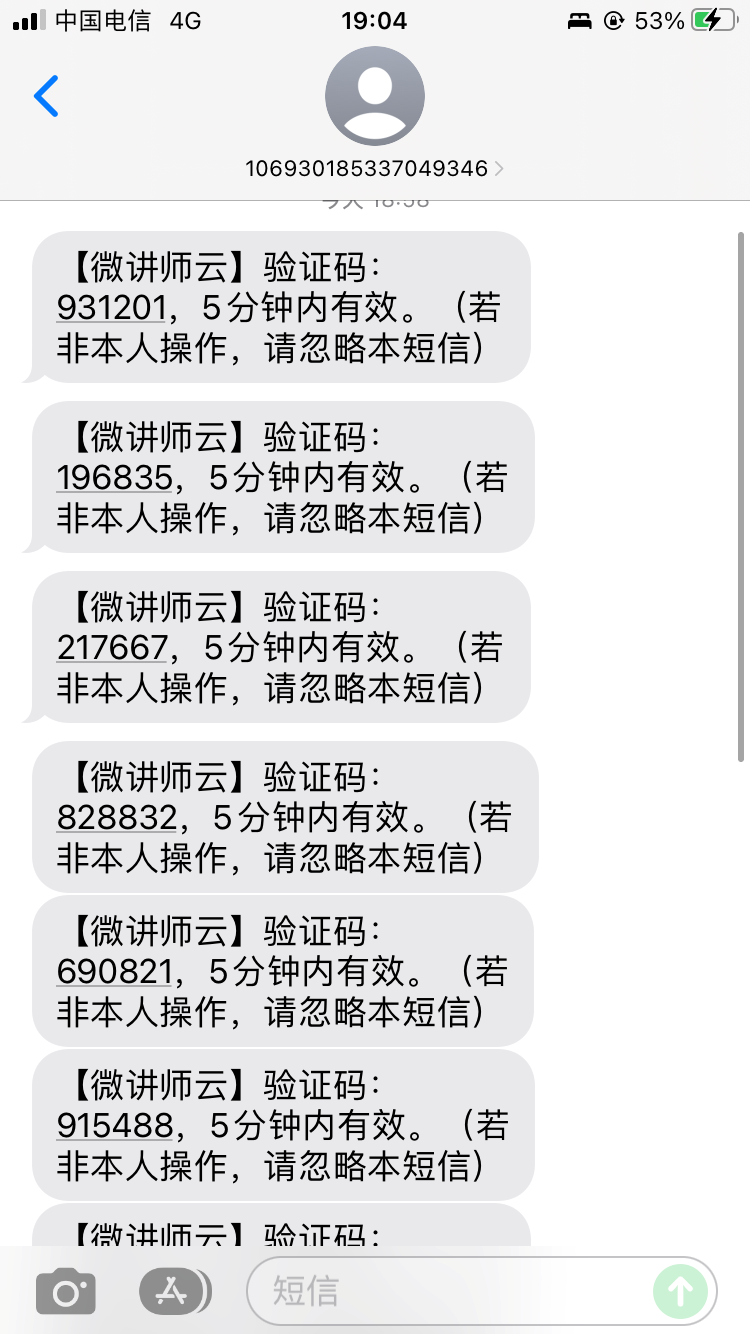 中国电信 4G 19:04 53%
106930185337049346
今天 18:58
【微讲师云】验证码：
931201，5分钟内有效。（若
非本人操作，请忽略本短信）
【微讲师云】验证码：
196835，5分钟内有效。（若
非本人操作，请忽略本短信）
【微讲师云】验证码：
217667，5分钟内有效。（若
非本人操作，请忽略本短信）
【微讲师云】验证码：
828832，5分钟内有效。（若
非本人操作，请忽略本短信）
【微讲师云】验证码：
690821，5分钟内有效。（若
非本人操作，请忽略本短信）
【微讲师云】验证码：
915488，5分钟内有效。（若
非本人操作，请忽略本短信）
【微讲师云】验证码：
短信